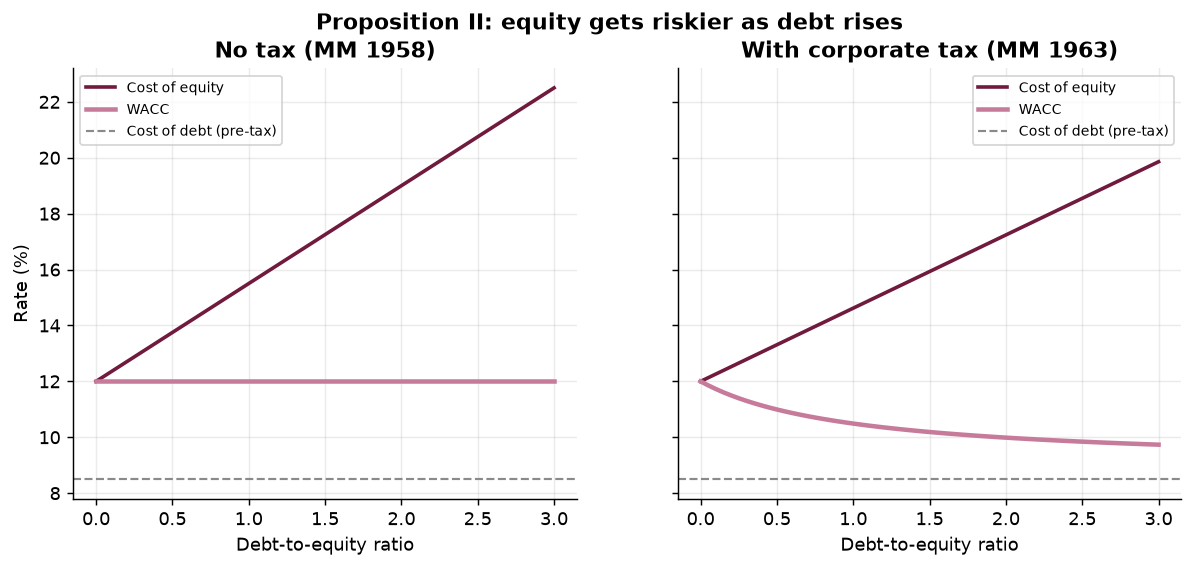 Proposition II: equity gets riskier as debt rises
No tax (MM 1958)
Cost of equity
WACC
Cost of debt (pre-tax)
Rate (%)
22
20
18
16
14
12
10
8
0.0 0.5 1.0 1.5 2.0 2.5 3.0
Debt-to-equity ratio
With corporate tax (MM 1963)
Cost of equity
WACC
Cost of debt (pre-tax)
0.0 0.5 1.0 1.5 2.0 2.5 3.0
Debt-to-equity ratio